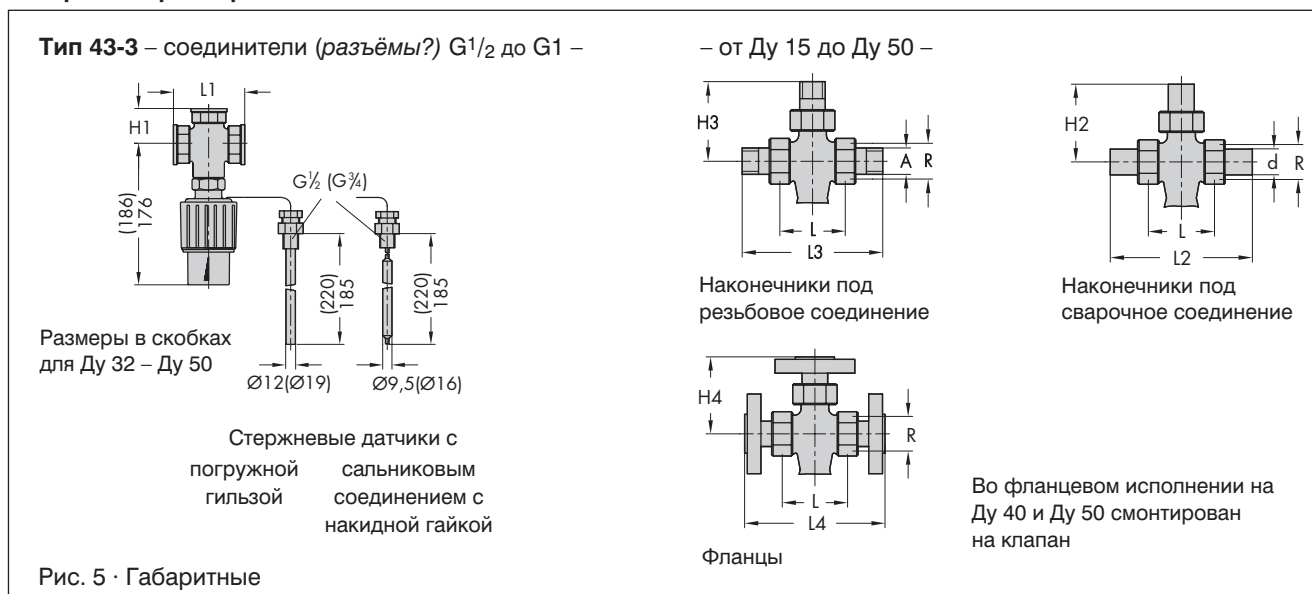 Тип 43-3 – соединители (разъёмы?) G1/2 до G1 –
L1
H1
(186)
176
G½ (G¾)
(220)
185
(220)
185
Размеры в скобках
для Ду 32 – Ду 50
Ø12(Ø19)
Ø9,5(Ø16)
Стержневые датчики с
погружной
гильзой
сальниковым
соединением с
накидной гайкой
– от Ду 15 до Ду 50 –
H3
A
R
L
L3
Наконечники под
резьбовое соединение
H2
d
R
L
L2
Наконечники под
сварочное соединение
H4
R
L
L4
Фланцы
Во фланцевом исполнении на
Ду 40 и Ду 50 смонтирован
на клапан
Рис. 5 · Габаритные